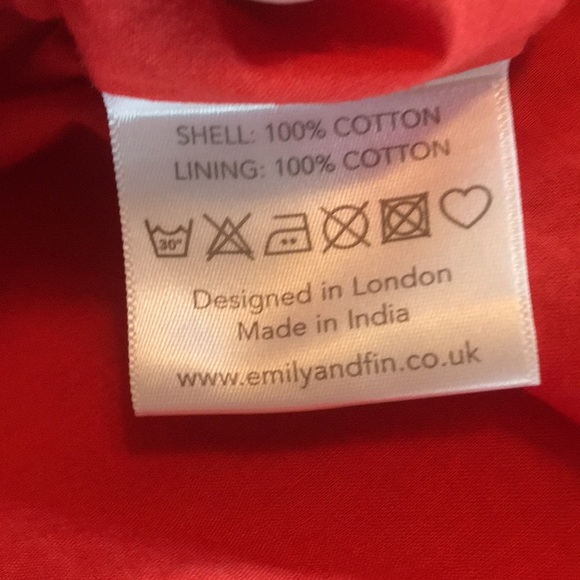 SHELL: 100% COTTON
LINING: 100% COTTON
30°
Designed in London
Made in India
www.emilyandfin.co.uk